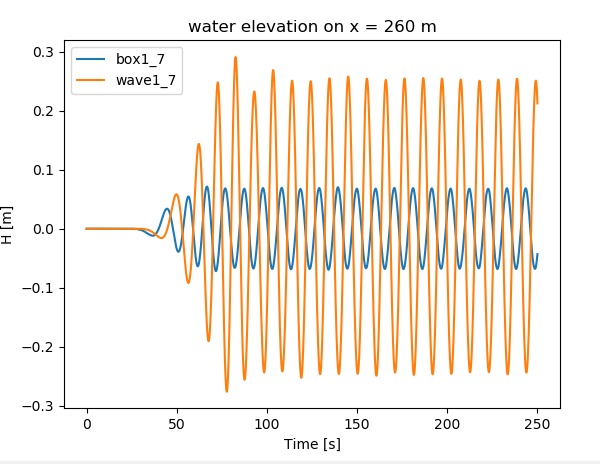 water elevation on x = 260 m
box1_7
wave1_7
0.3
0.2
0.1
0.0
−0.1
−0.2
−0.3
H [m]
0 50 100 150 200 250
Time [s]